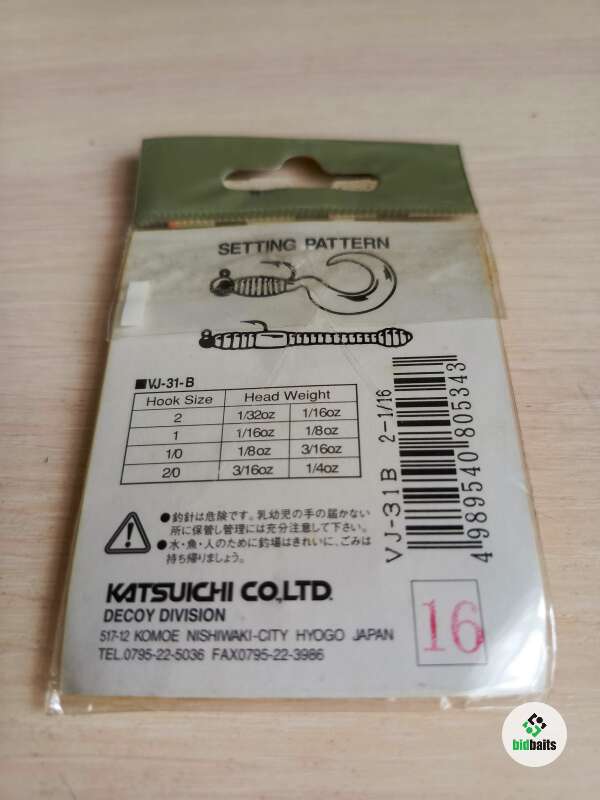 SETTING PATTERN
■VJ-31-B
Hook Size Head Weight
2 1/32oz 1/16oz
1 1/16oz 1/8oz
1/0 1/8oz 3/16oz
2/0 3/16oz 1/4oz
VJ-31B 2-1/16
4 989540 805343
●釣針は危険です。乳幼児の手の届かない
所に保管し管理には充分注意して下さい。
●水・魚・人のために釣場はきれいに、ごみは
持ち帰りましょう。
KATSUICHI CO.,LTD.
DECOY DIVISION
517-12 KOMOE NISHIWAKI-CITY HYOGO JAPAN
TEL.0795-22-5036 FAX0795-22-3986
16
bidbaits